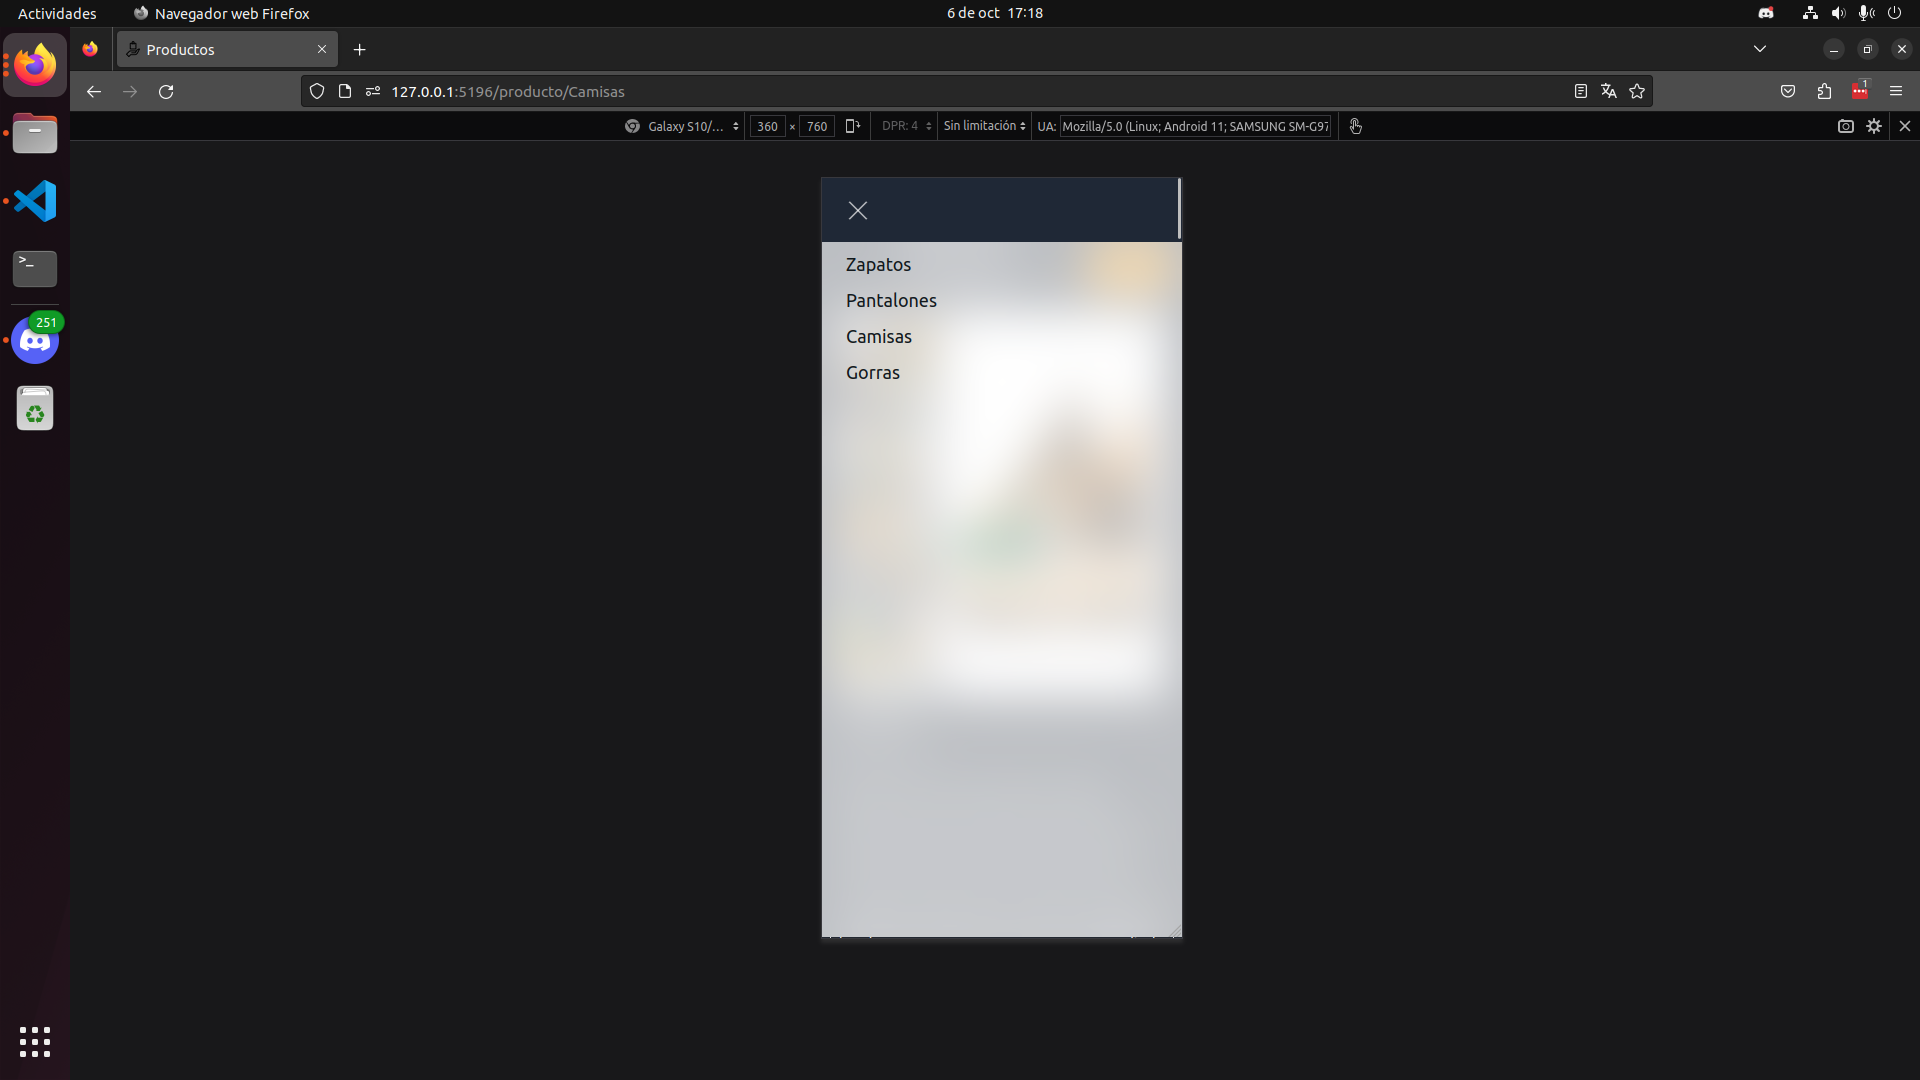 Actividades
Navegador web Firefox
6 de oct 17:18
Productos
127.0.0.1:5196/producto/Camisas
1
Galaxy S10/...
360 × 760
DPR: 4
Sin limitación
UA: Mozilla/5.0 (Linux; Android 11; SAMSUNG SM-G97
251
>_
Zapatos
Pantalones
Camisas
Gorras